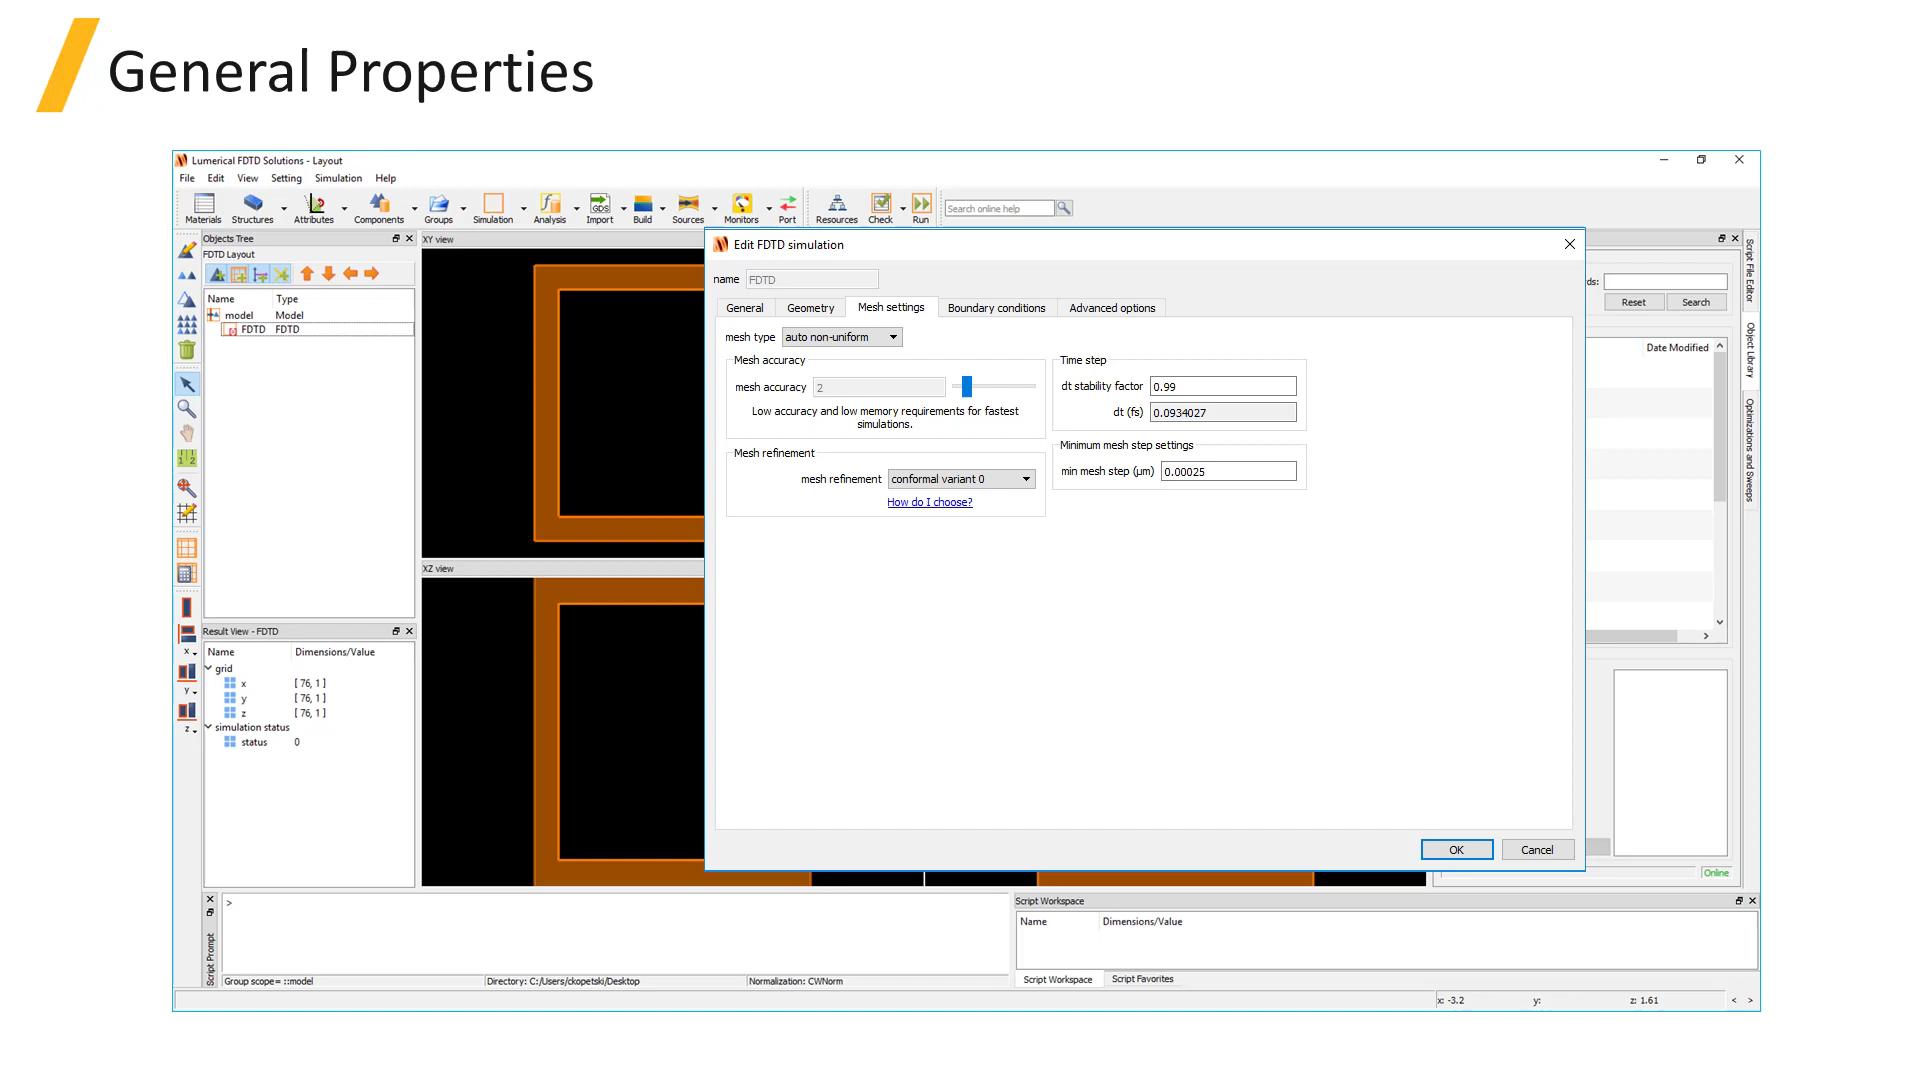 General Properties
Lumerical FDTD Solutions - Layout
File Edit View Setting Simulation Help
Materials Structures Attributes Components Groups Simulation Analysis Import Build Sources Monitors Port Resources Check Run Search online help
Objects Tree
FDTD Layout
Name Type
model Model
FDTD FDTD
XY view
XZ view
Edit FDTD simulation
name FDTD
General Geometry Mesh settings Boundary conditions Advanced options
mesh type auto non-uniform
Mesh accuracy
mesh accuracy 2
Low accuracy and low memory requirements for fastest
simulations.
Mesh refinement
mesh refinement conformal variant 0
How do I choose?
Time step
dt stability factor 0.99
dt (fs) 0.0934027
Minimum mesh step settings
min mesh step (μm) 0.00025
OK Cancel
ds:
Reset Search
Date Modified
Script File Editor
Object Library
Optimizations and Sweeps
Online
Result View - FDTD
Name Dimensions/Value
grid
x [ 76, 1 ]
y [ 76, 1 ]
z [ 76, 1 ]
simulation status
status 0
x
y
z
Script Prompt
>
Group scope= ::model Directory: C:/Users/ckopetski/Desktop Normalization: CWNorm
Script Workspace
Name Dimensions/Value
Script Workspace Script Favorites
x: -3.2 y: z: 1.61